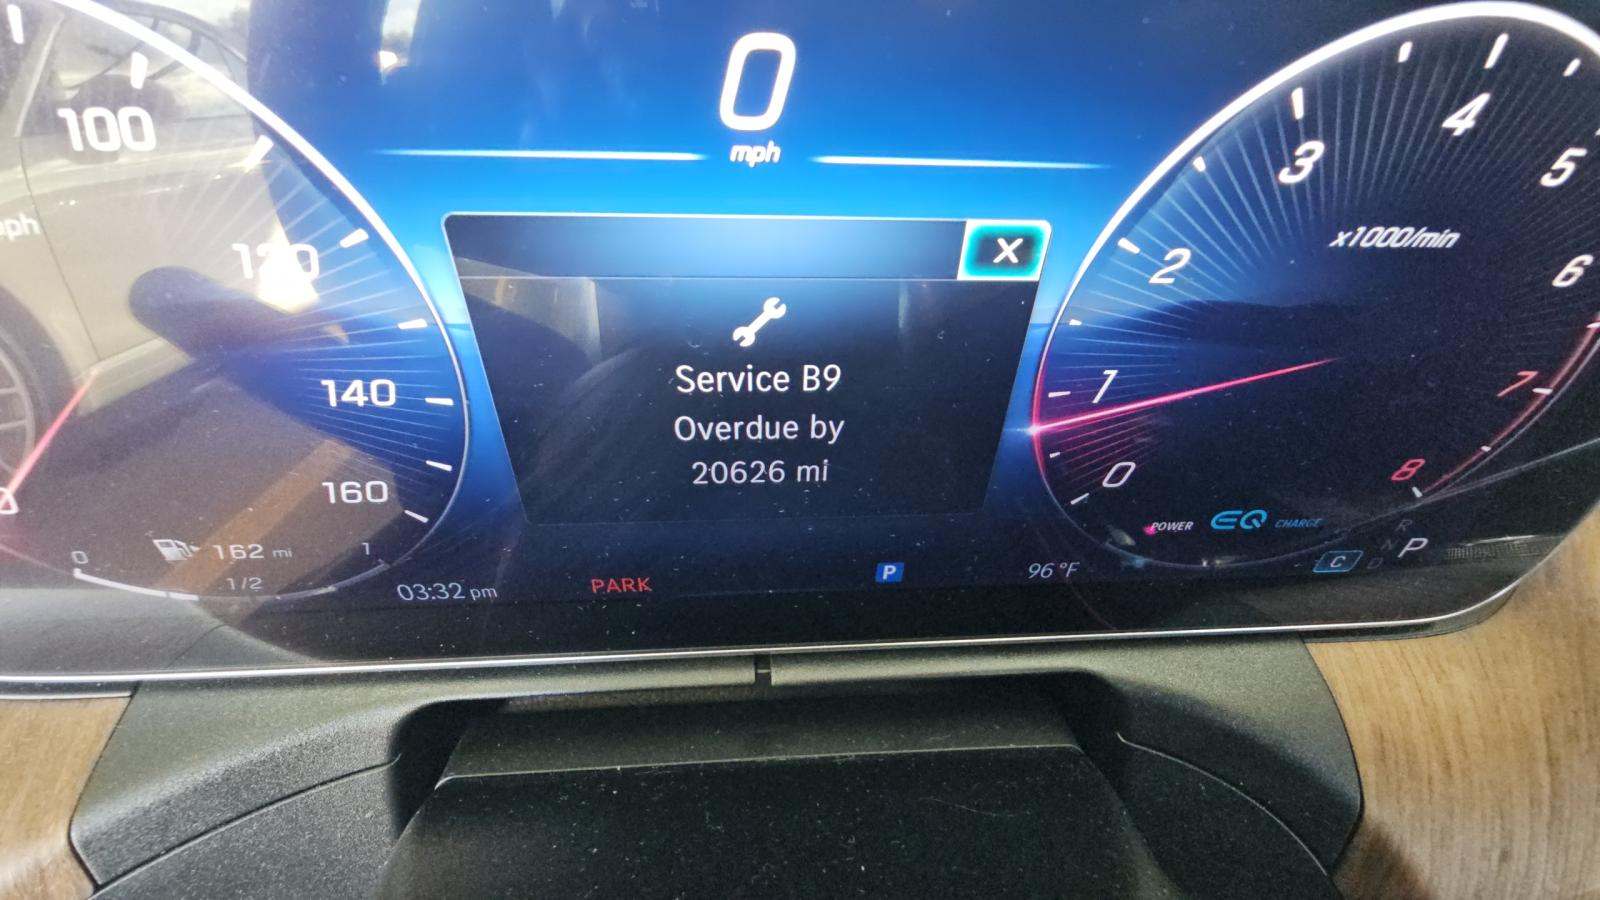 0
mph
100
120
mph
140
160
0
162 mi
1/2
1
03:32 pm
PARK
P
96 °F
X
Service B9
Overdue by
20626 mi
0
1
2
3
4
5
6
7
8
x1000/min
POWER
EQ
CHARGE
R
N
D
P
C